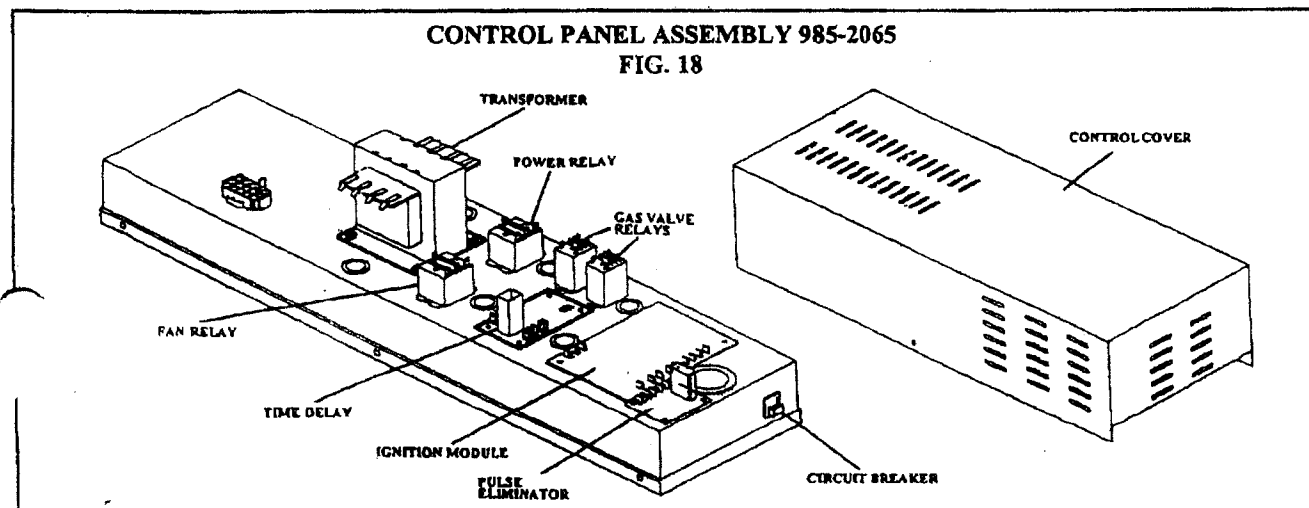 CONTROL PANEL ASSEMBLY 985-2065
FIG. 18
TRANSFORMER
POWER RELAY
GAS VALVE
RELAYS
CONTROL COVER
FAN RELAY
TIME DELAY
IGNITION MODULE
PULSE
ELIMINATOR
CIRCUIT BREAKER